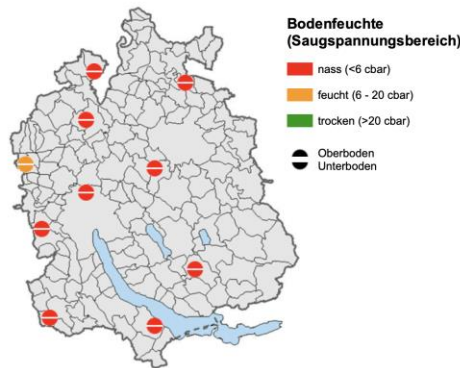 Bodenfeuchte
(Saugspannungsbereich)
nass (<6 cbar)
feucht (6 - 20 cbar)
trocken (>20 cbar)
Oberboden
Unterboden